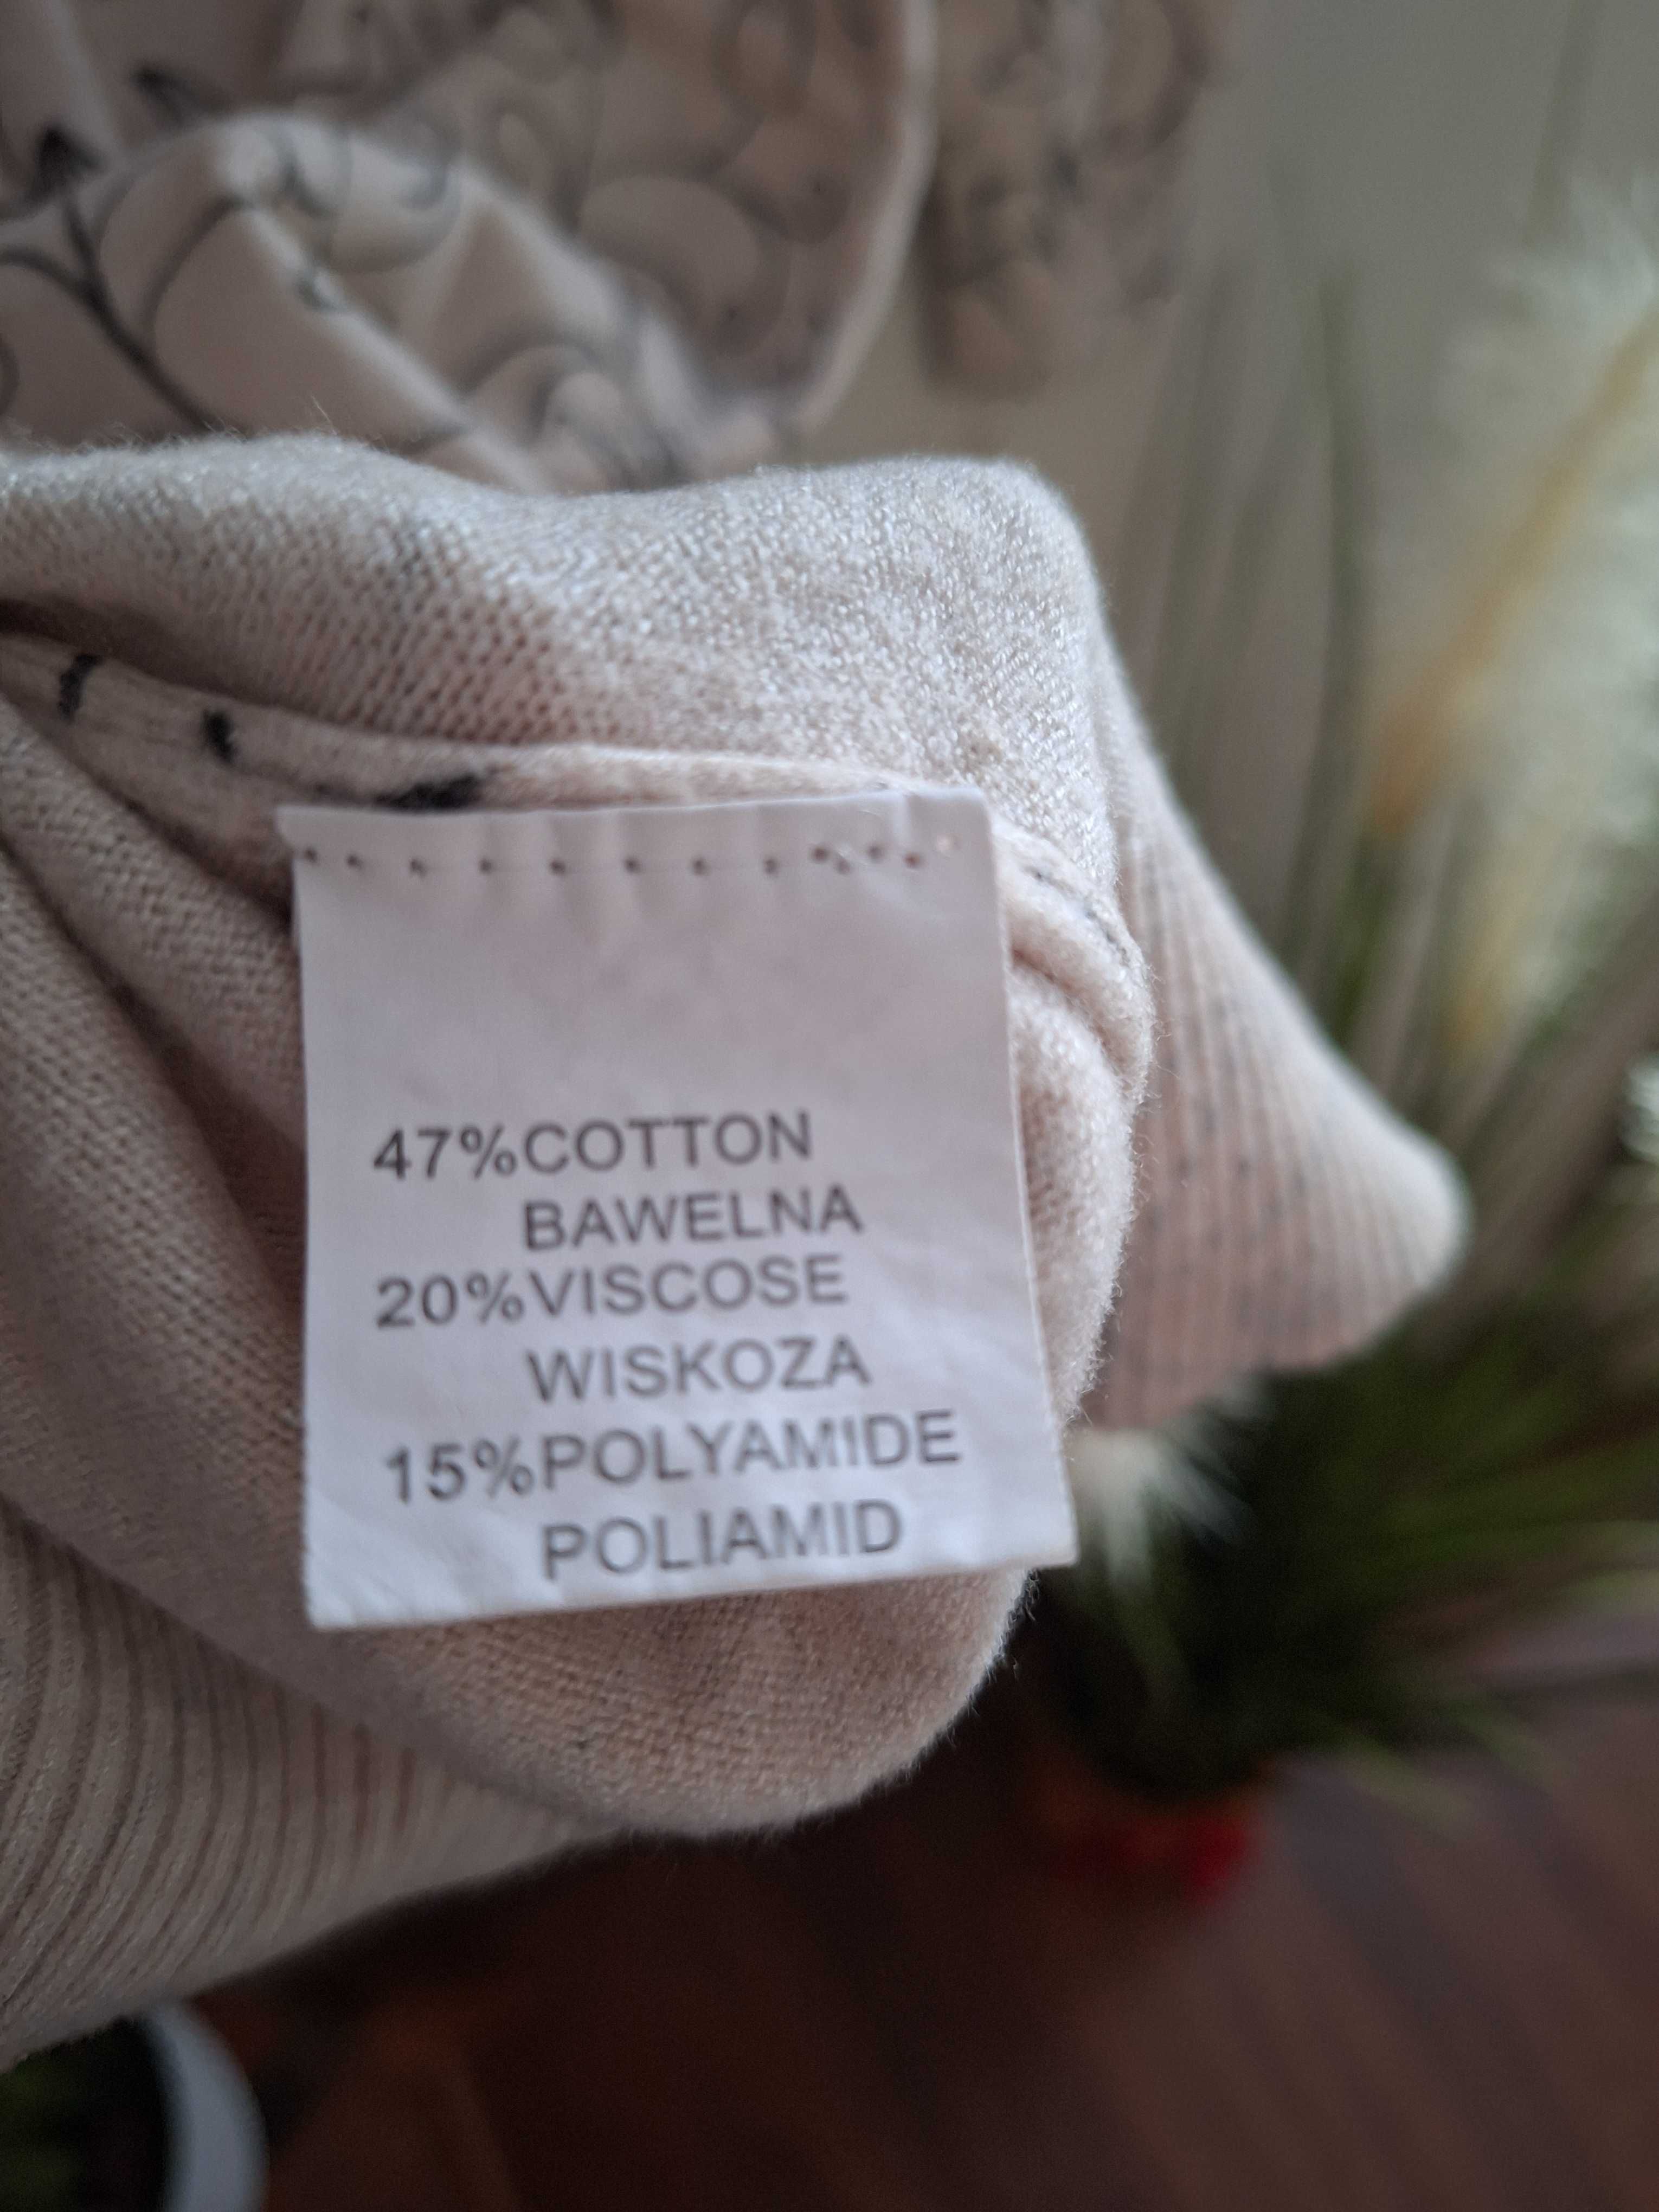 47%COTTON
BAWELNA
20%VISCOSE
WISKOZA
15%POLYAMIDE
POLIAMID